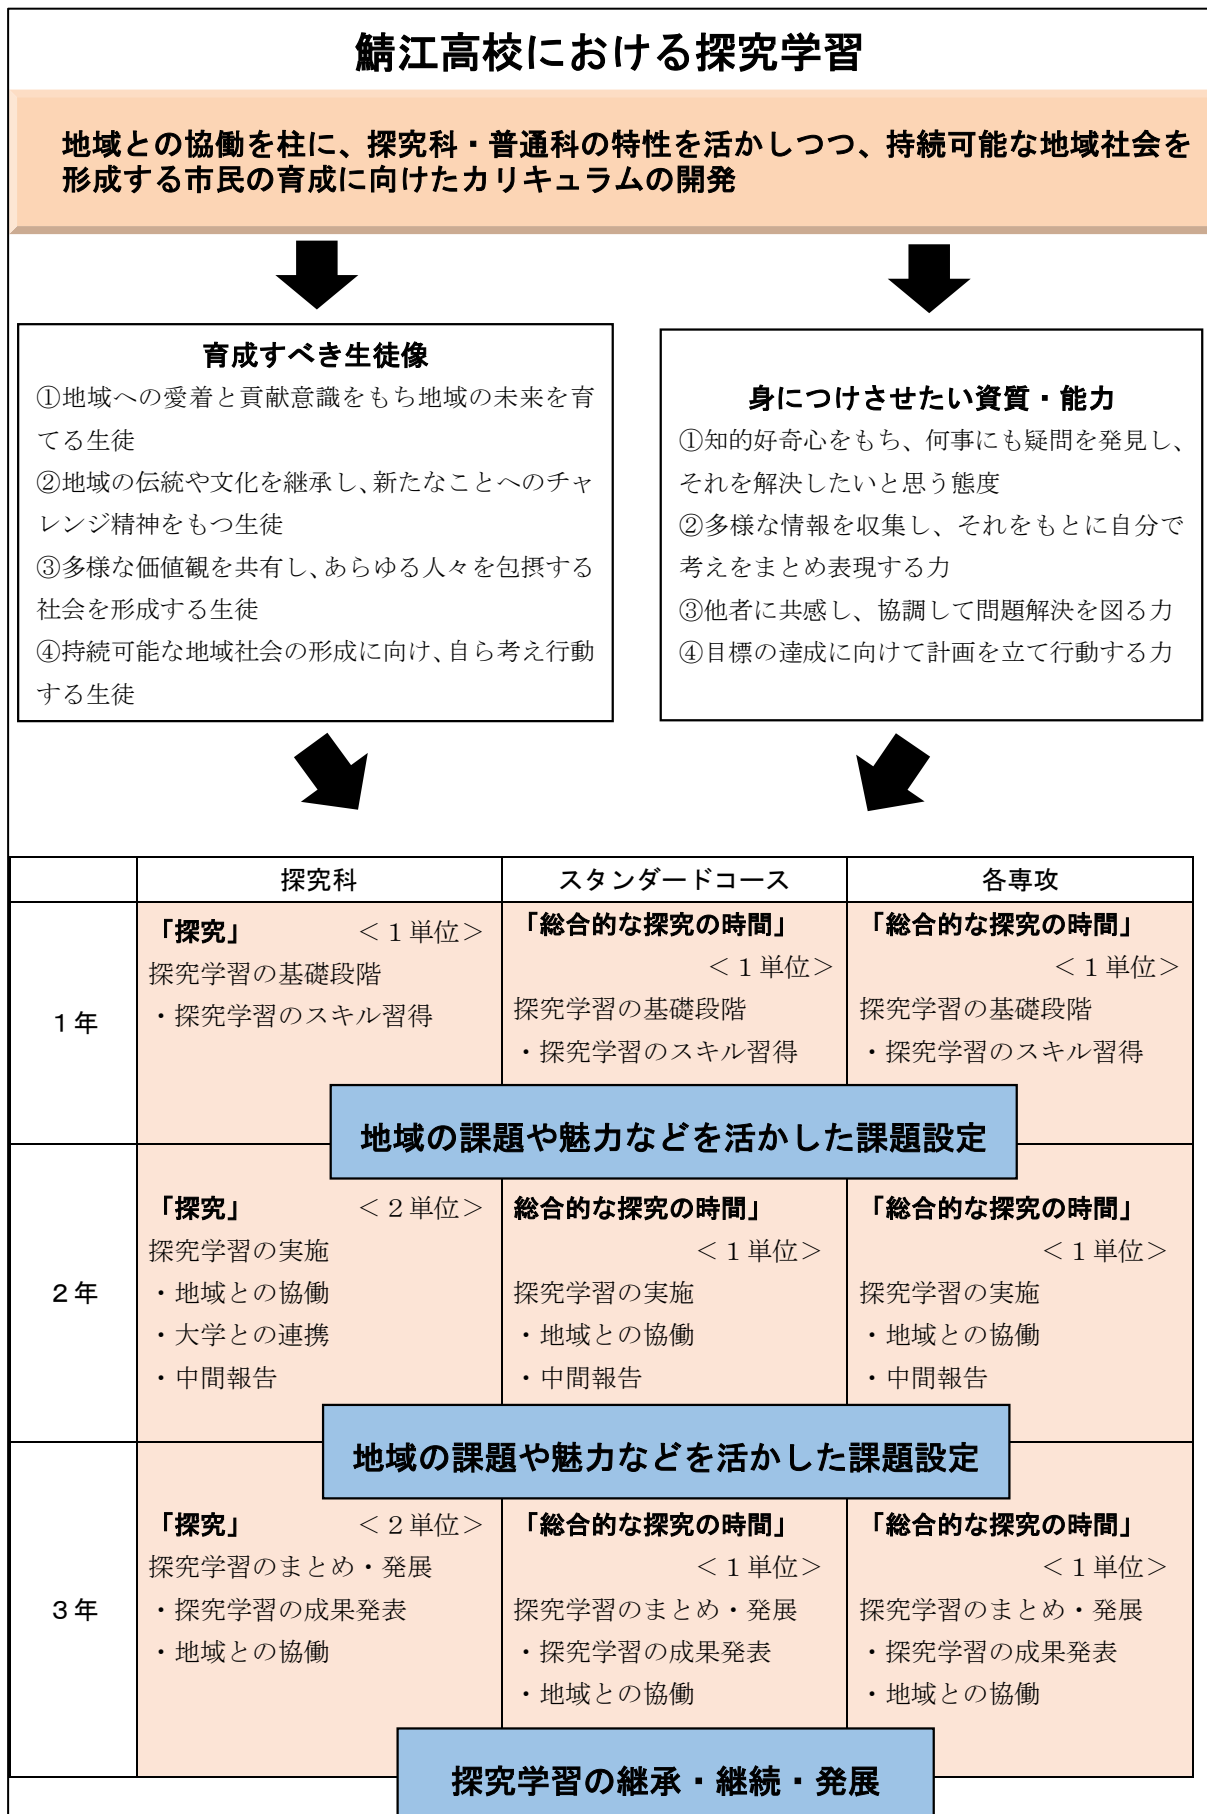 鯖江高校における探究学習
地域との協働を柱に、探究科・普通科の特性を活かしつつ、持続可能な地域社会を
形成する市民の育成に向けたカリキュラムの開発
育成すべき生徒像
①地域への愛着と貢献意識をもち地域の未来を育
てる生徒
②地域の伝統や文化を継承し、新たなことへのチャ
レンジ精神をもつ生徒
③多様な価値観を共有し、あらゆる人々を包摂する
社会を形成する生徒
④持続可能な地域社会の形成に向け、自ら考え行動
する生徒
身につけさせたい資質・能力
①知的好奇心をもち、何事にも疑問を発見し、
それを解決したいと思う態度
②多様な情報を収集し、それをもとに自分で
考えをまとめ表現する力
③他者に共感し、協調して問題解決を図る力
④目標の達成に向けて計画を立て行動する力
探究科
スタンダードコース
各専攻
１年
「探究」 ＜１単位＞
探究学習の基礎段階
・探究学習のスキル習得
「総合的な探究の時間」
＜１単位＞
探究学習の基礎段階
・探究学習のスキル習得
「総合的な探究の時間」
＜１単位＞
探究学習の基礎段階
・探究学習のスキル習得
地域の課題や魅力などを活かした課題設定
２年
「探究」 ＜２単位＞
探究学習の実施
・地域との協働
・大学との連携
・中間報告
総合的な探究の時間」
＜１単位＞
探究学習の実施
・地域との協働
・中間報告
「総合的な探究の時間」
＜１単位＞
探究学習の実施
・地域との協働
・中間報告
地域の課題や魅力などを活かした課題設定
３年
「探究」 ＜２単位＞
探究学習のまとめ・発展
・探究学習の成果発表
・地域との協働
「総合的な探究の時間」
＜１単位＞
探究学習のまとめ・発展
・探究学習の成果発表
・地域との協働
「総合的な探究の時間」
＜１単位＞
探究学習のまとめ・発展
・探究学習の成果発表
・地域との協働
探究学習の継承・継続・発展